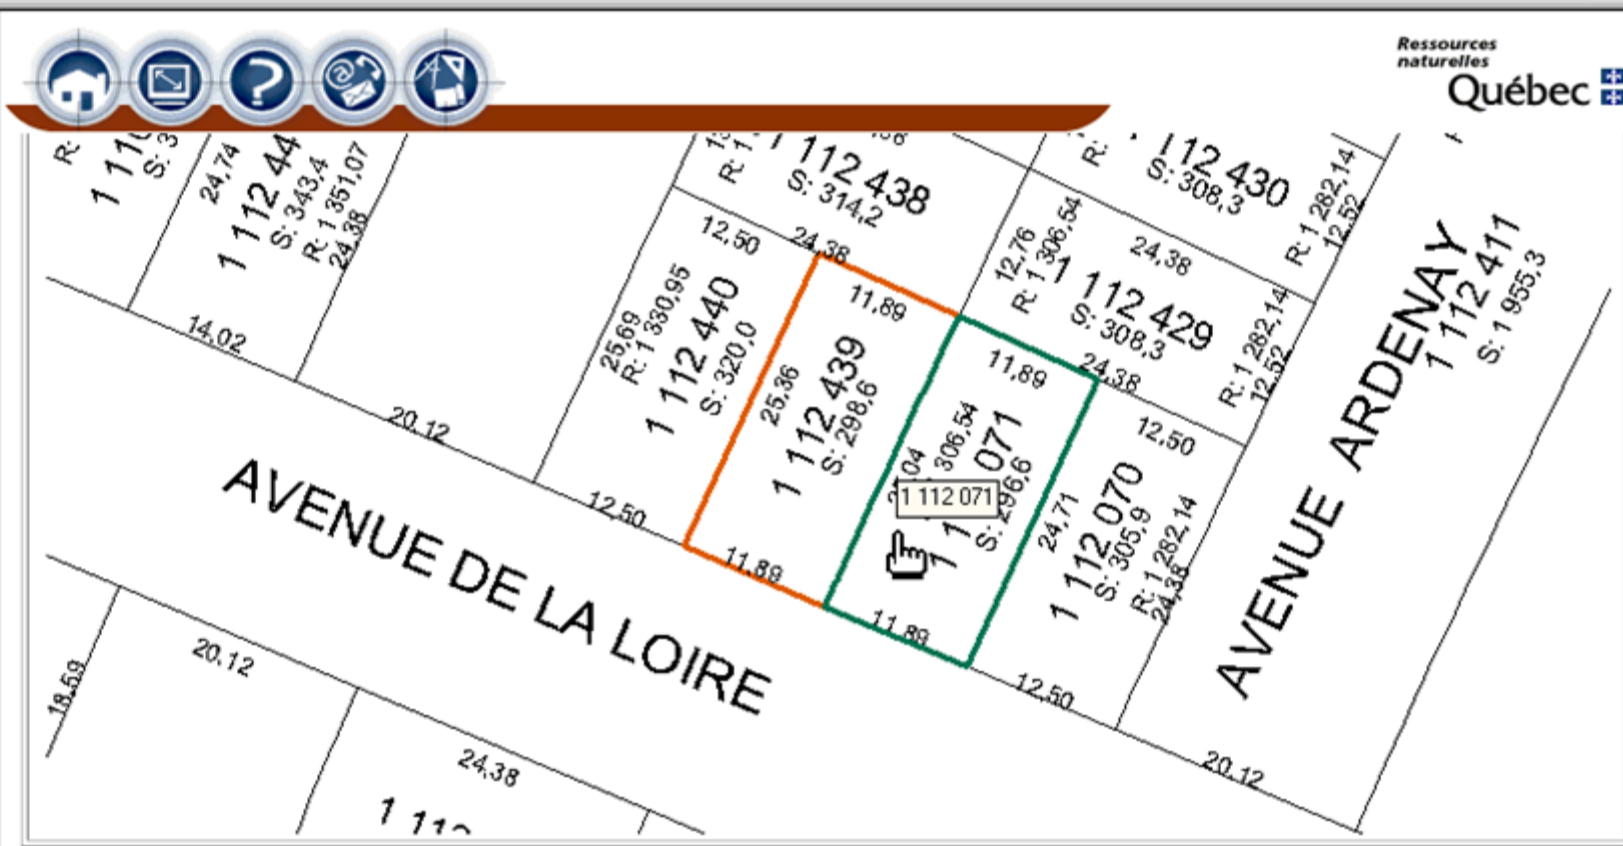 Ressources
naturelles
Québec
24,74
1 112 44
S: 343,4
R: 1 351,07
24,38
14,02
20,12
1 112 438
S: 314,2
12,50
24,38
25,69
R: 1 330,95
1 112 440
S: 320,0
12,50
11,89
25,36
1 112 439
S: 298,6
11,89
12,76
R: 1 306,54
1 112 429
S: 308,3
24,38
R: 1 282,14
12,52
24,38
112 430
S: 308,3
R: 1 282,14
12,52
11,89
306,54
071
S: 296,6
1 112 071
11,89
24,71
12,50
1 112 070
S: 305,9
R: 1 282,14
24,38
12,50
AVENUE ARDENAY
1 112 411
S: 1 955,3
20,12
AVENUE DE LA LOIRE
18,59
20,12
24,38